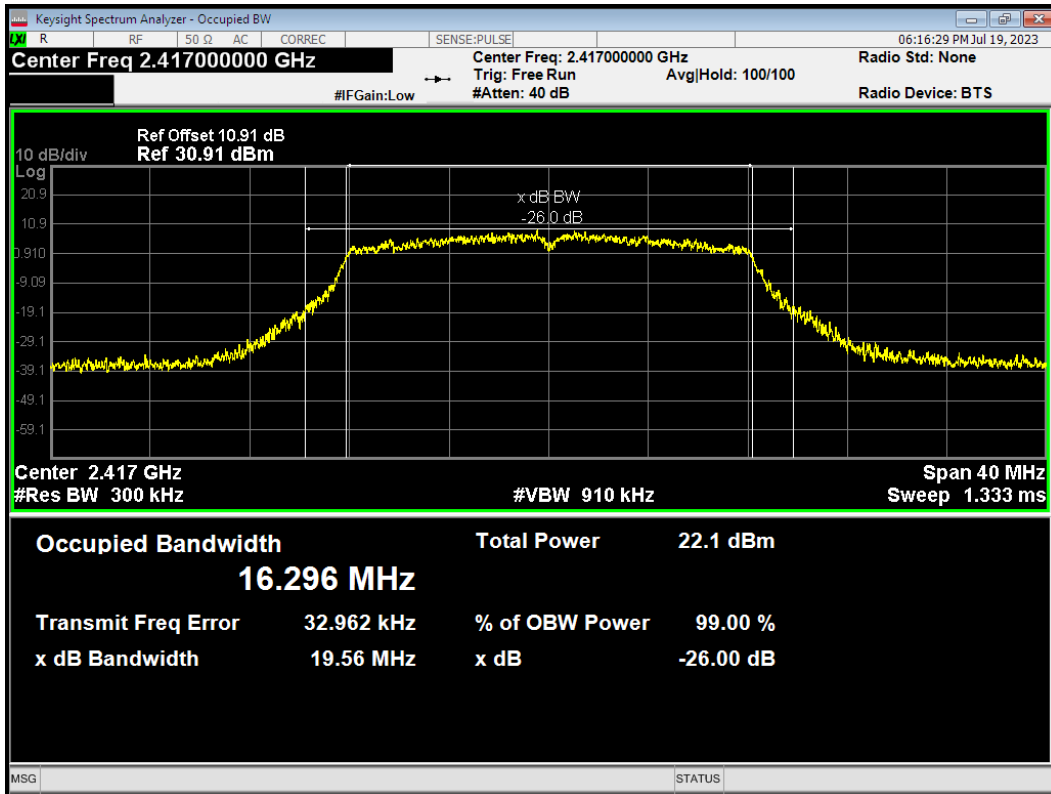 Keysight Spectrum Analyzer - Occupied BW
LXI R RF 50 Ω AC CORREC SENSE:PULSE 06:16:29 PM Jul 19, 2023
Center Freq 2.417000000 GHz
Center Freq: 2.417000000 GHz
Radio Std: None
Trig: Free Run Avg|Hold: 100/100
#IFGain:Low
#Atten: 40 dB
Radio Device: BTS
Ref Offset 10.91 dB
10 dB/div Ref 30.91 dBm
Log
20.9
x dB BW
10.9
-26.0 dB
0.910
-9.09
-19.1
-29.1
-39.1
-49.1
-59.1
Center 2.417 GHz Span 40 MHz
#Res BW 300 kHz #VBW 910 kHz Sweep 1.333 ms
Occupied Bandwidth Total Power 22.1 dBm
16.296 MHz
Transmit Freq Error 32.962 kHz % of OBW Power 99.00 %
x dB Bandwidth 19.56 MHz x dB -26.00 dB
MSG STATUS